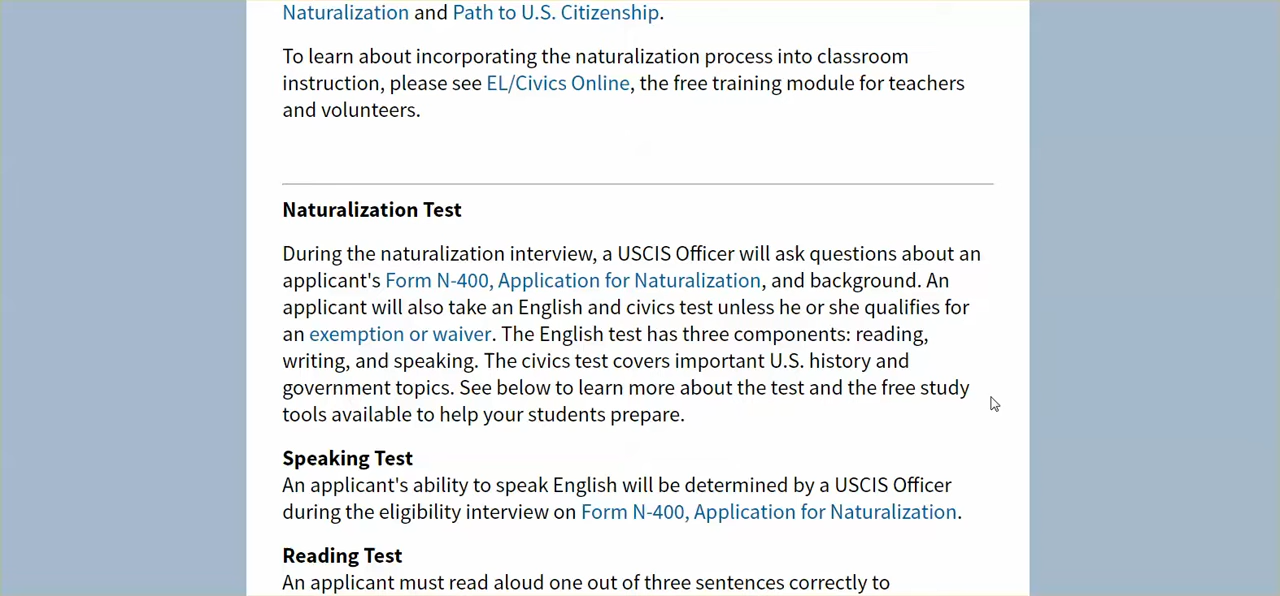 Naturalization and Path to U.S. Citizenship.
To learn about incorporating the naturalization process into classroom
instruction, please see EL/Civics Online, the free training module for teachers
and volunteers.
Naturalization Test
During the naturalization interview, a USCIS Officer will ask questions about an
applicant's Form N-400, Application for Naturalization, and background. An
applicant will also take an English and civics test unless he or she qualifies for
an exemption or waiver. The English test has three components: reading,
writing, and speaking. The civics test covers important U.S. history and
government topics. See below to learn more about the test and the free study
tools available to help your students prepare.
Speaking Test
An applicant's ability to speak English will be determined by a USCIS Officer
during the eligibility interview on Form N-400, Application for Naturalization.
Reading Test
An applicant must read aloud one out of three sentences correctly to